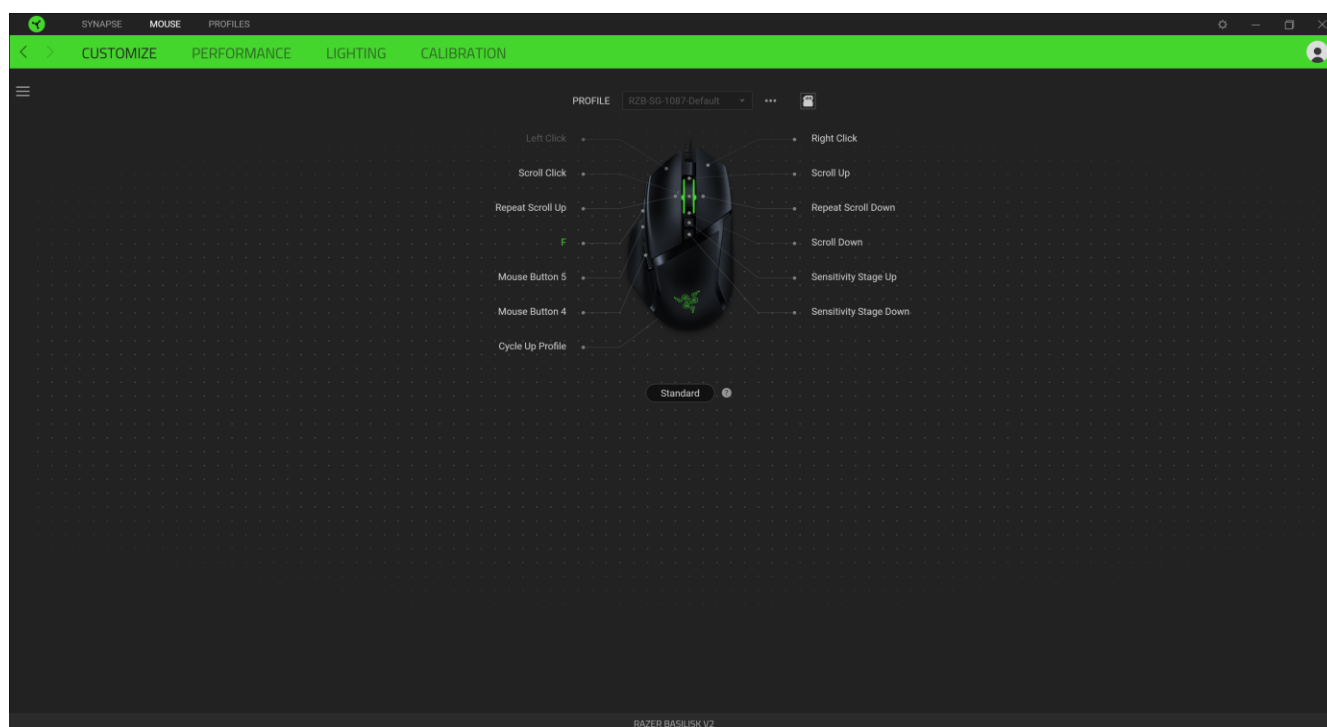 SYNAPSE MOUSE PROFILES
CUSTOMIZE PERFORMANCE LIGHTING CALIBRATION
PROFILE RZB-SG-1087-Default
Left Click
Right Click
Scroll Click
Scroll Up
Repeat Scroll Up
Repeat Scroll Down
F
Scroll Down
Mouse Button 5
Sensitivity Stage Up
Mouse Button 4
Sensitivity Stage Down
Cycle Up Profile
Standard ?
RAZER BASILISK V2